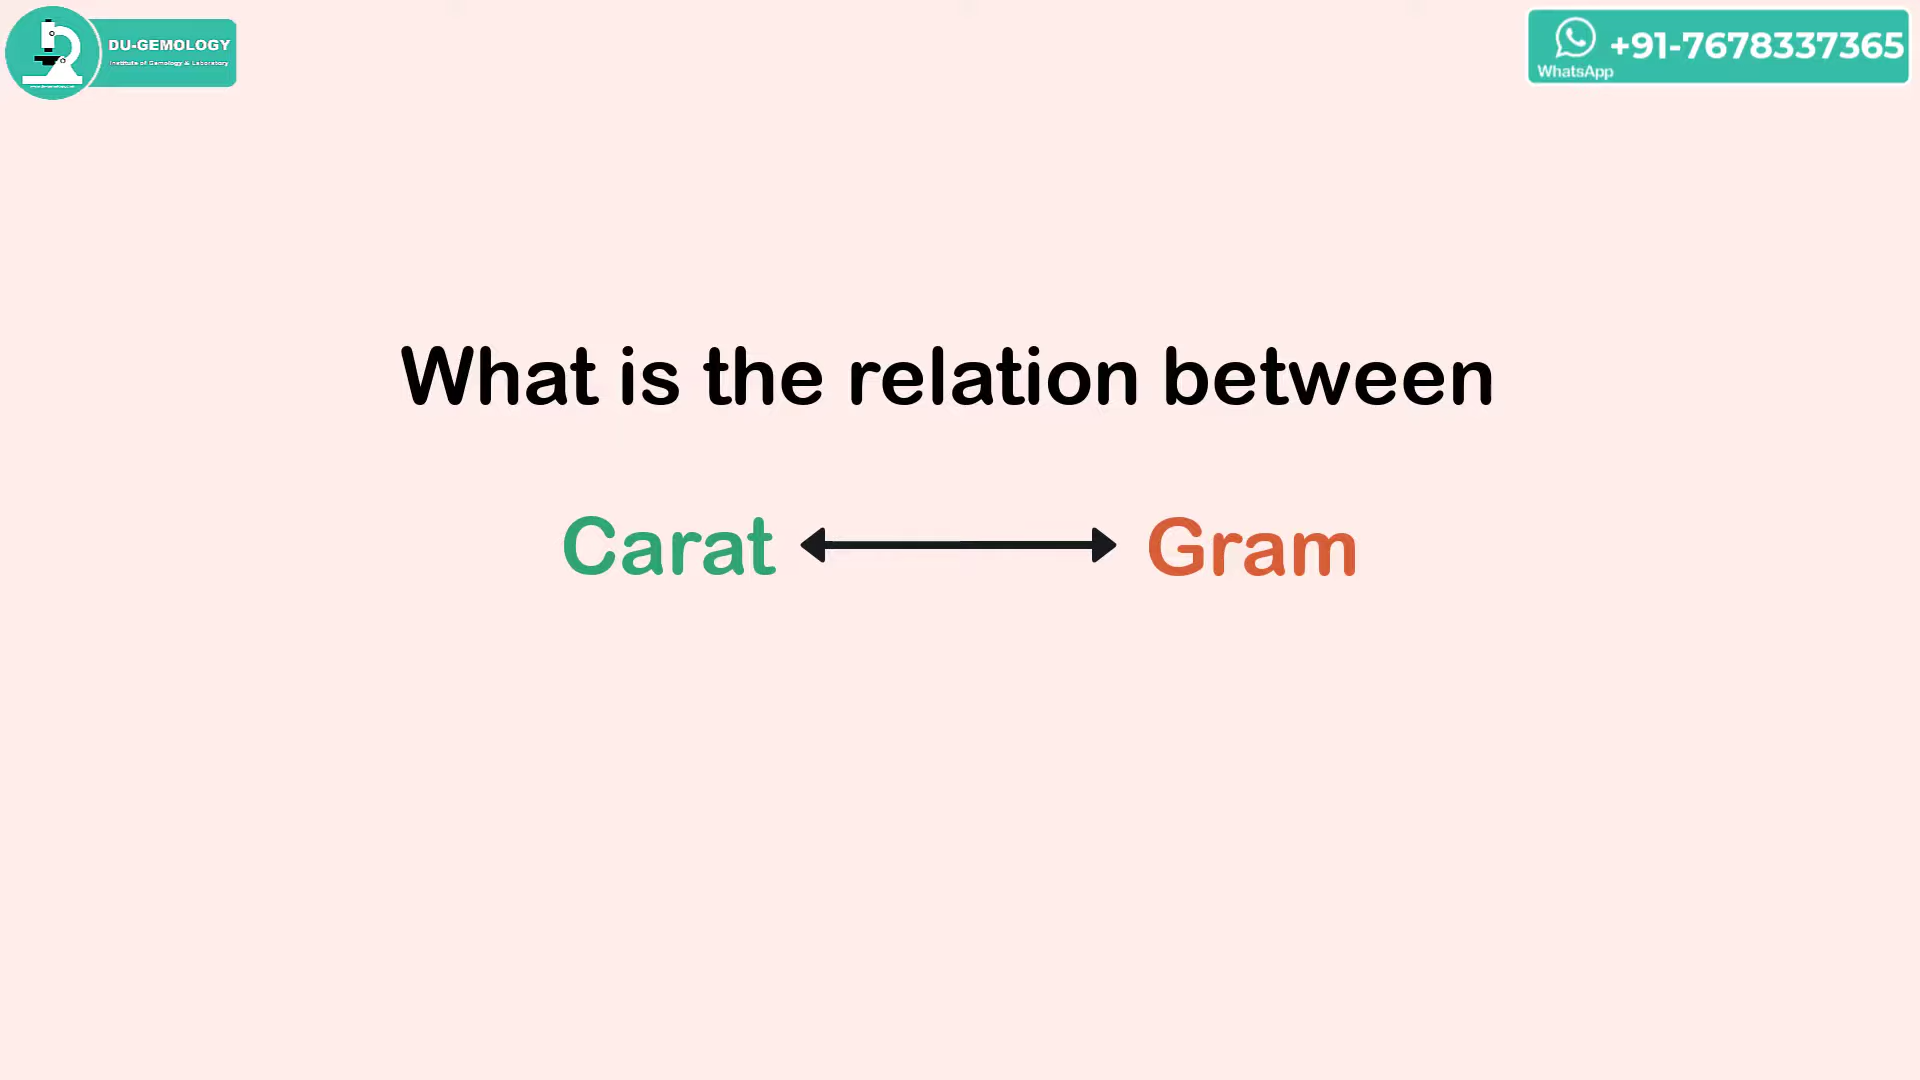 DU-GEMOLOGY
Institute of Gemology & Laboratory
WhatsApp
+91-7678337365
What is the relation between
Carat Gram